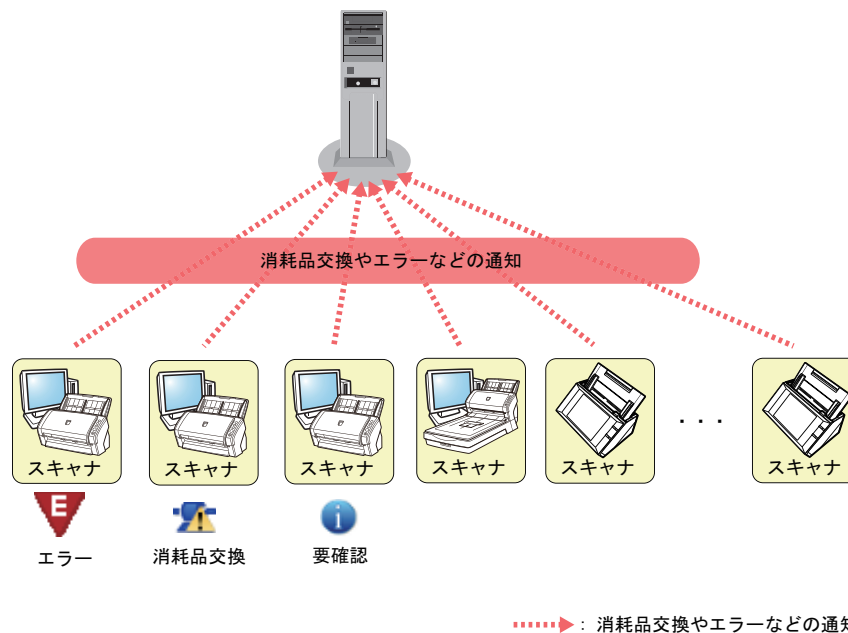 消耗品交換やエラーなどの通知
スキャナ スキャナ スキャナ スキャナ スキャナ ・・・ スキャナ
E i
エラー 消耗品交換 要確認
: 消耗品交換やエラーなどの通知